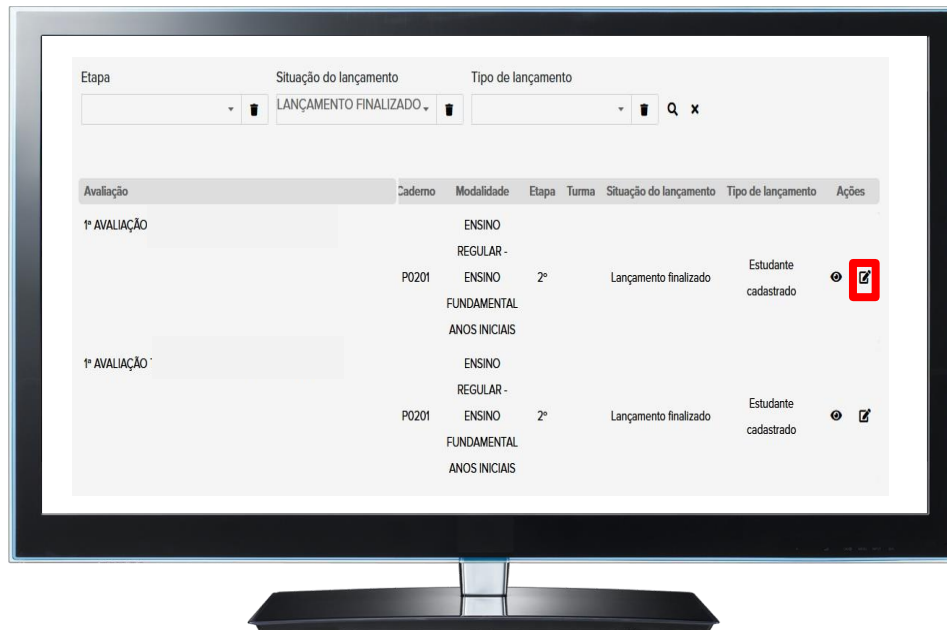 Etapa Situação do lançamento Tipo de lançamento
LANÇAMENTO FINALIZADO
Avaliação Caderno Modalidade Etapa Turma Situação do lançamento Tipo de lançamento Ações
1ª AVALIAÇÃO
ENSINO
REGULAR -
P0201 ENSINO 2º Lançamento finalizado Estudante cadastrado
FUNDAMENTAL
ANOS INICIAIS
1ª AVALIAÇÃO
ENSINO
REGULAR -
P0201 ENSINO 2º Lançamento finalizado Estudante cadastrado
FUNDAMENTAL
ANOS INICIAIS